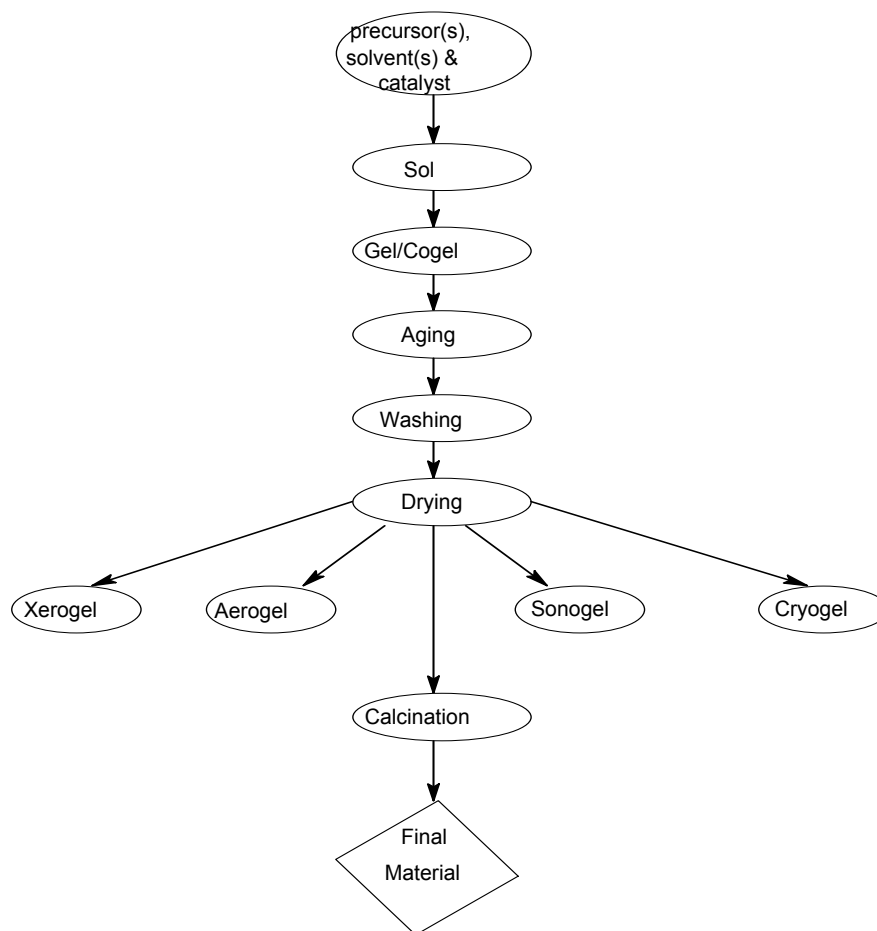 precursor(s),
solvent(s) &
catalyst
Sol
Gel/Cogel
Aging
Washing
Drying
Xerogel
Aerogel
Sonogel
Cryogel
Calcination
Final
Material